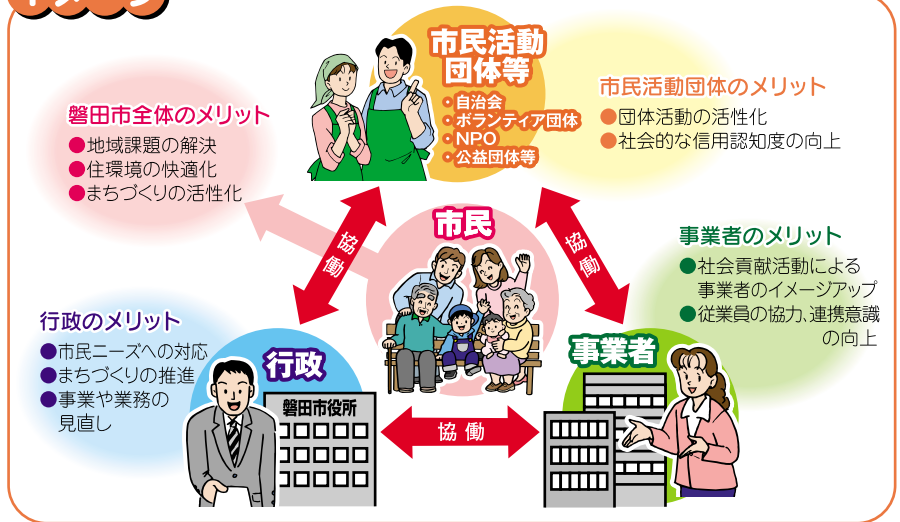 イメージ
市民活動
団体等
・自治会
・ボランティア団体
・NPO
・公益団体等
市民活動団体のメリット
●団体活動の活性化
●社会的な信用認知度の向上
磐田市全体のメリット
●地域課題の解決
●住環境の快適化
●まちづくりの活性化
協働
市民
協働
事業者のメリット
●社会貢献活動による
事業者のイメージアップ
●従業員の協力、連携意識
の向上
行政のメリット
●市民ニーズへの対応
●まちづくりの推進
●事業や業務の
見直し
行政
磐田市役所
協働
事業者